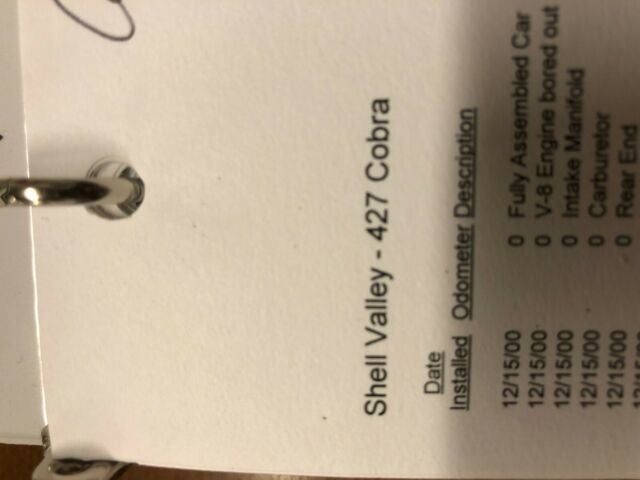 Shell Valley - 427 Cobra
Date
Installed Odometer Description
12/15/00 0 Fully Assembled Car
12/15/00 0 V-8 Engine bored out
12/15/00 0 Intake Manifold
12/15/00 0 Carburetor
12/15/00 0 Rear End